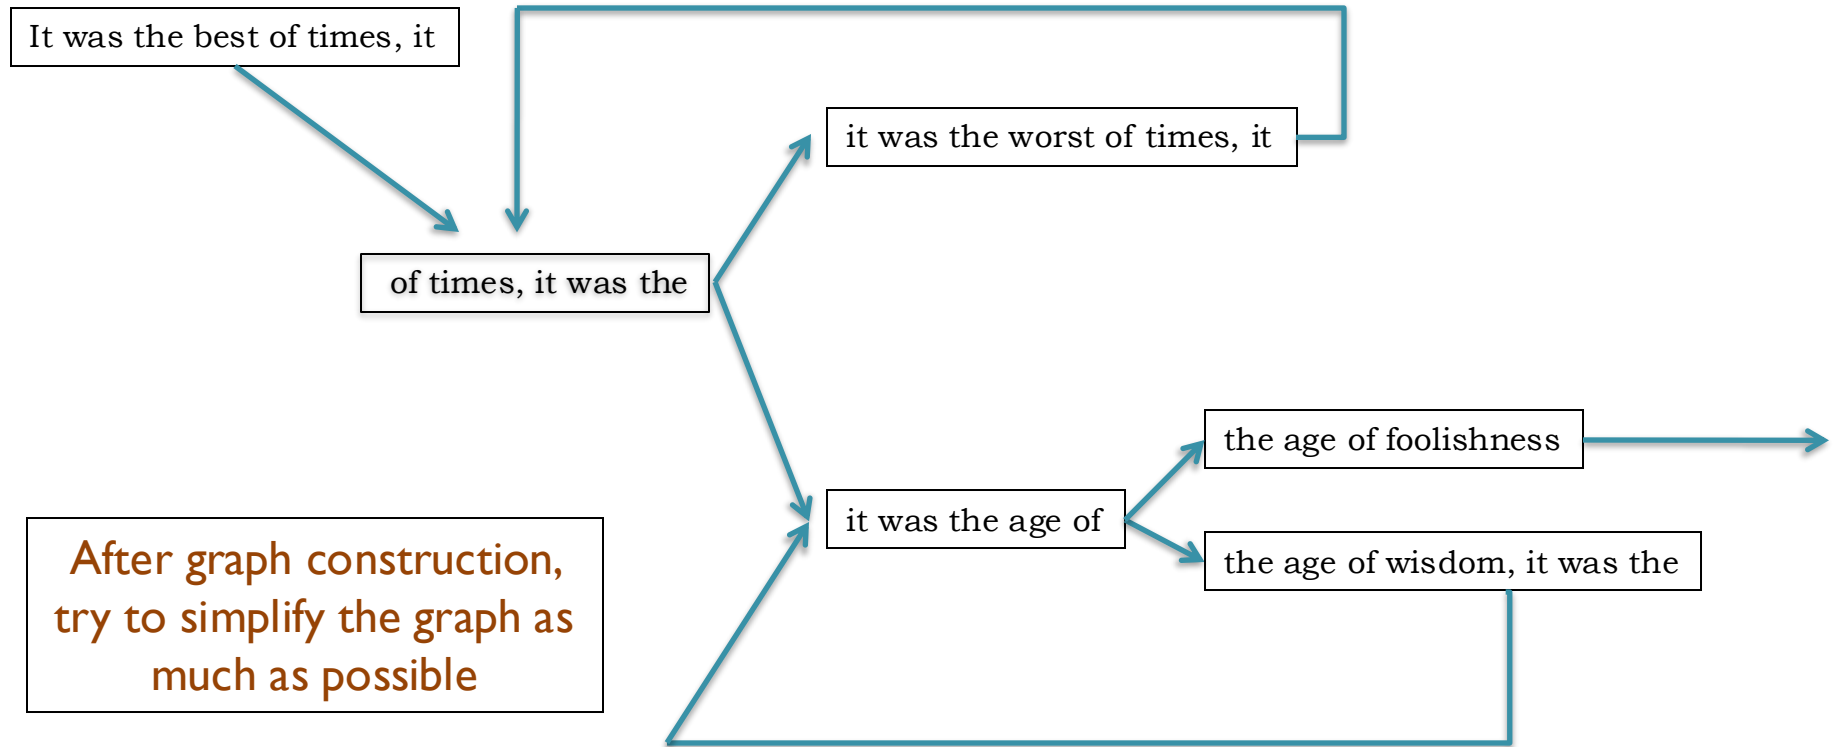 It was the best of times, it
it was the worst of times, it
of times, it was the
the age of foolishness
it was the age of
the age of wisdom, it was the
After graph construction,
try to simplify the graph as
much as possible